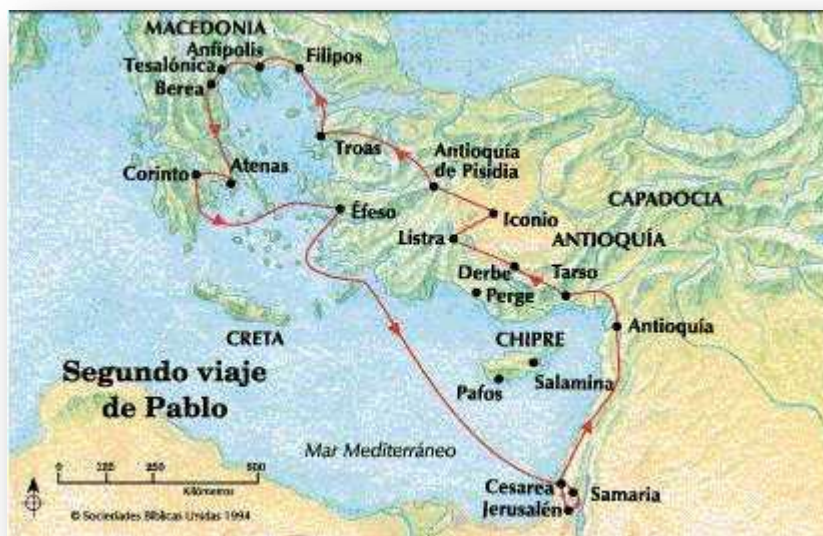 MACEDONIA
Anfípolis
Tesalónica
Filipos
Berea
Troas
Antioquía
de Pisidia
Corinto
Atenas
CAPADOCIA
Éfeso
Iconio
Listra
ANTIOQUÍA
Derbe
Tarso
Perge
CRETA
CHIPRE
Antioquía
Segundo viaje
de Pablo
Pafos
Salamina
Mar Mediterráneo
0 125 250 500
Kilómetros
Cesarea
Samaria
Jerusalén
© Sociedades Bíblicas Unidas 1994